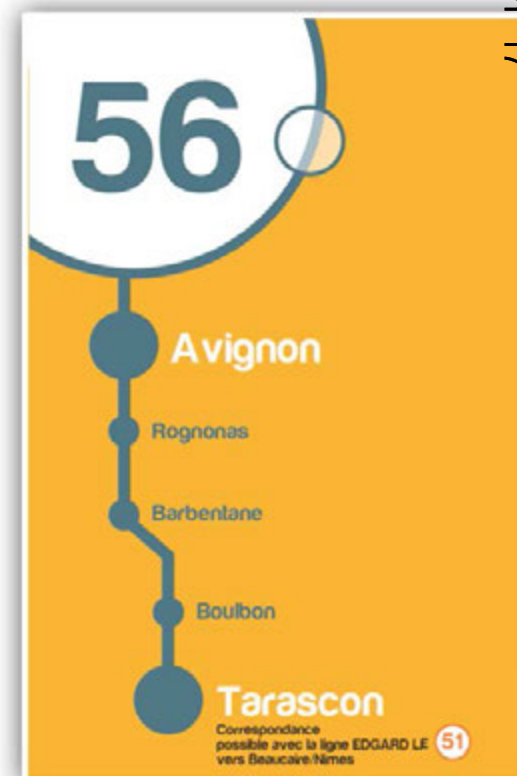 56
Avignon
Rognonas
Barbentane
Boulbon
Tarascon
Correspondance
possible avec la ligne EDGARD LE 51
vers Beaucaire/Nimes